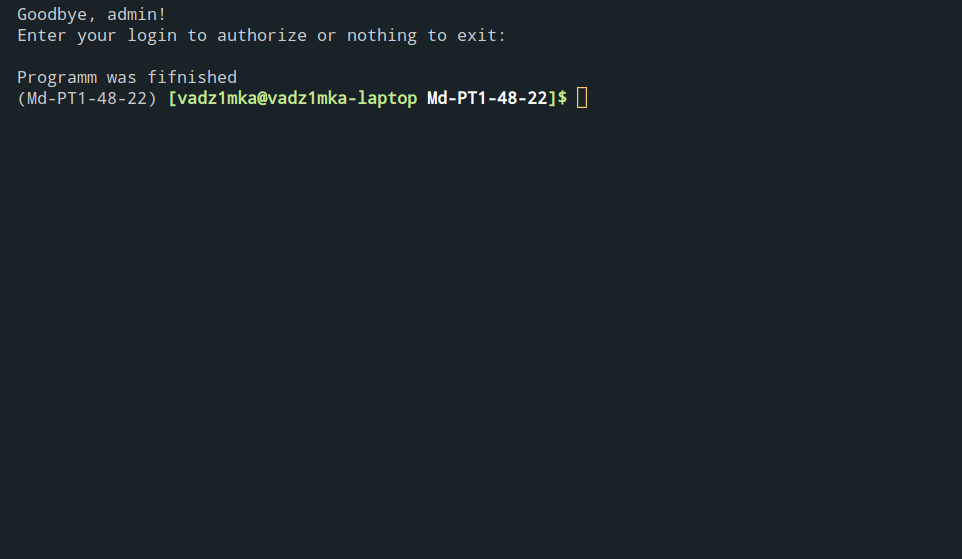 Goodbye, admin!
Enter your login to authorize or nothing to exit:
Programm was fifnished
(Md-PT1-48-22) [vadz1mka@vadz1mka-laptop Md-PT1-48-22]$